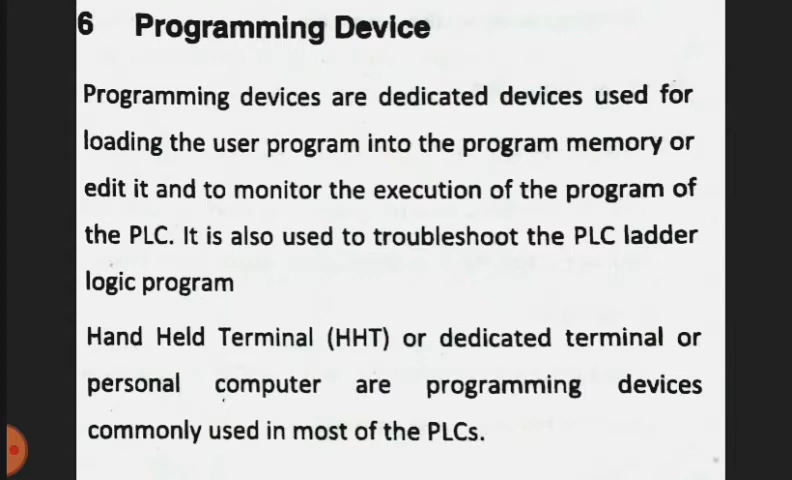 6 Programming Device
Programming devices are dedicated devices used for
loading the user program into the program memory or
edit it and to monitor the execution of the program of
the PLC. It is also used to troubleshoot the PLC ladder
logic program
Hand Held Terminal (HHT) or dedicated terminal or
personal computer are programming devices
commonly used in most of the PLCs.